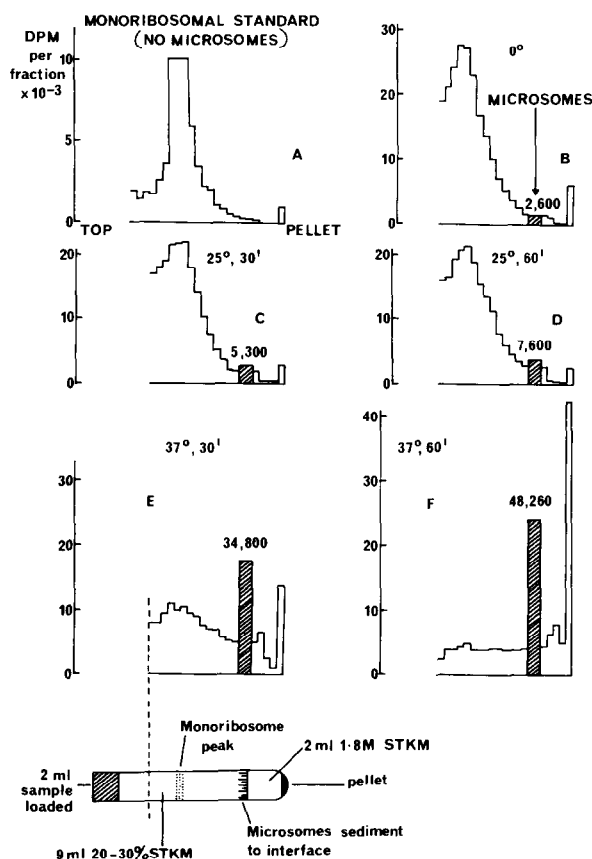 MONORIBOSOMAL STANDARD
(NO MICROSOMES)
DPM
per
fraction
×10⁻³
10
5
0
A
TOP
PELLET
30
20
10
0
0°
MICROSOMES
B
2,600
20
10
0
25°, 30'
C
5,300
20
10
0
25°, 60'
D
7,600
30
20
10
0
37°, 30'
E
34,800
40
30
20
10
0
37°, 60'
F
48,260
Monoribosome
peak
2 ml 1·8M STKM
2 ml
sample
loaded
pellet
Microsomes sediment
to interface
9 ml 20-30% STKM